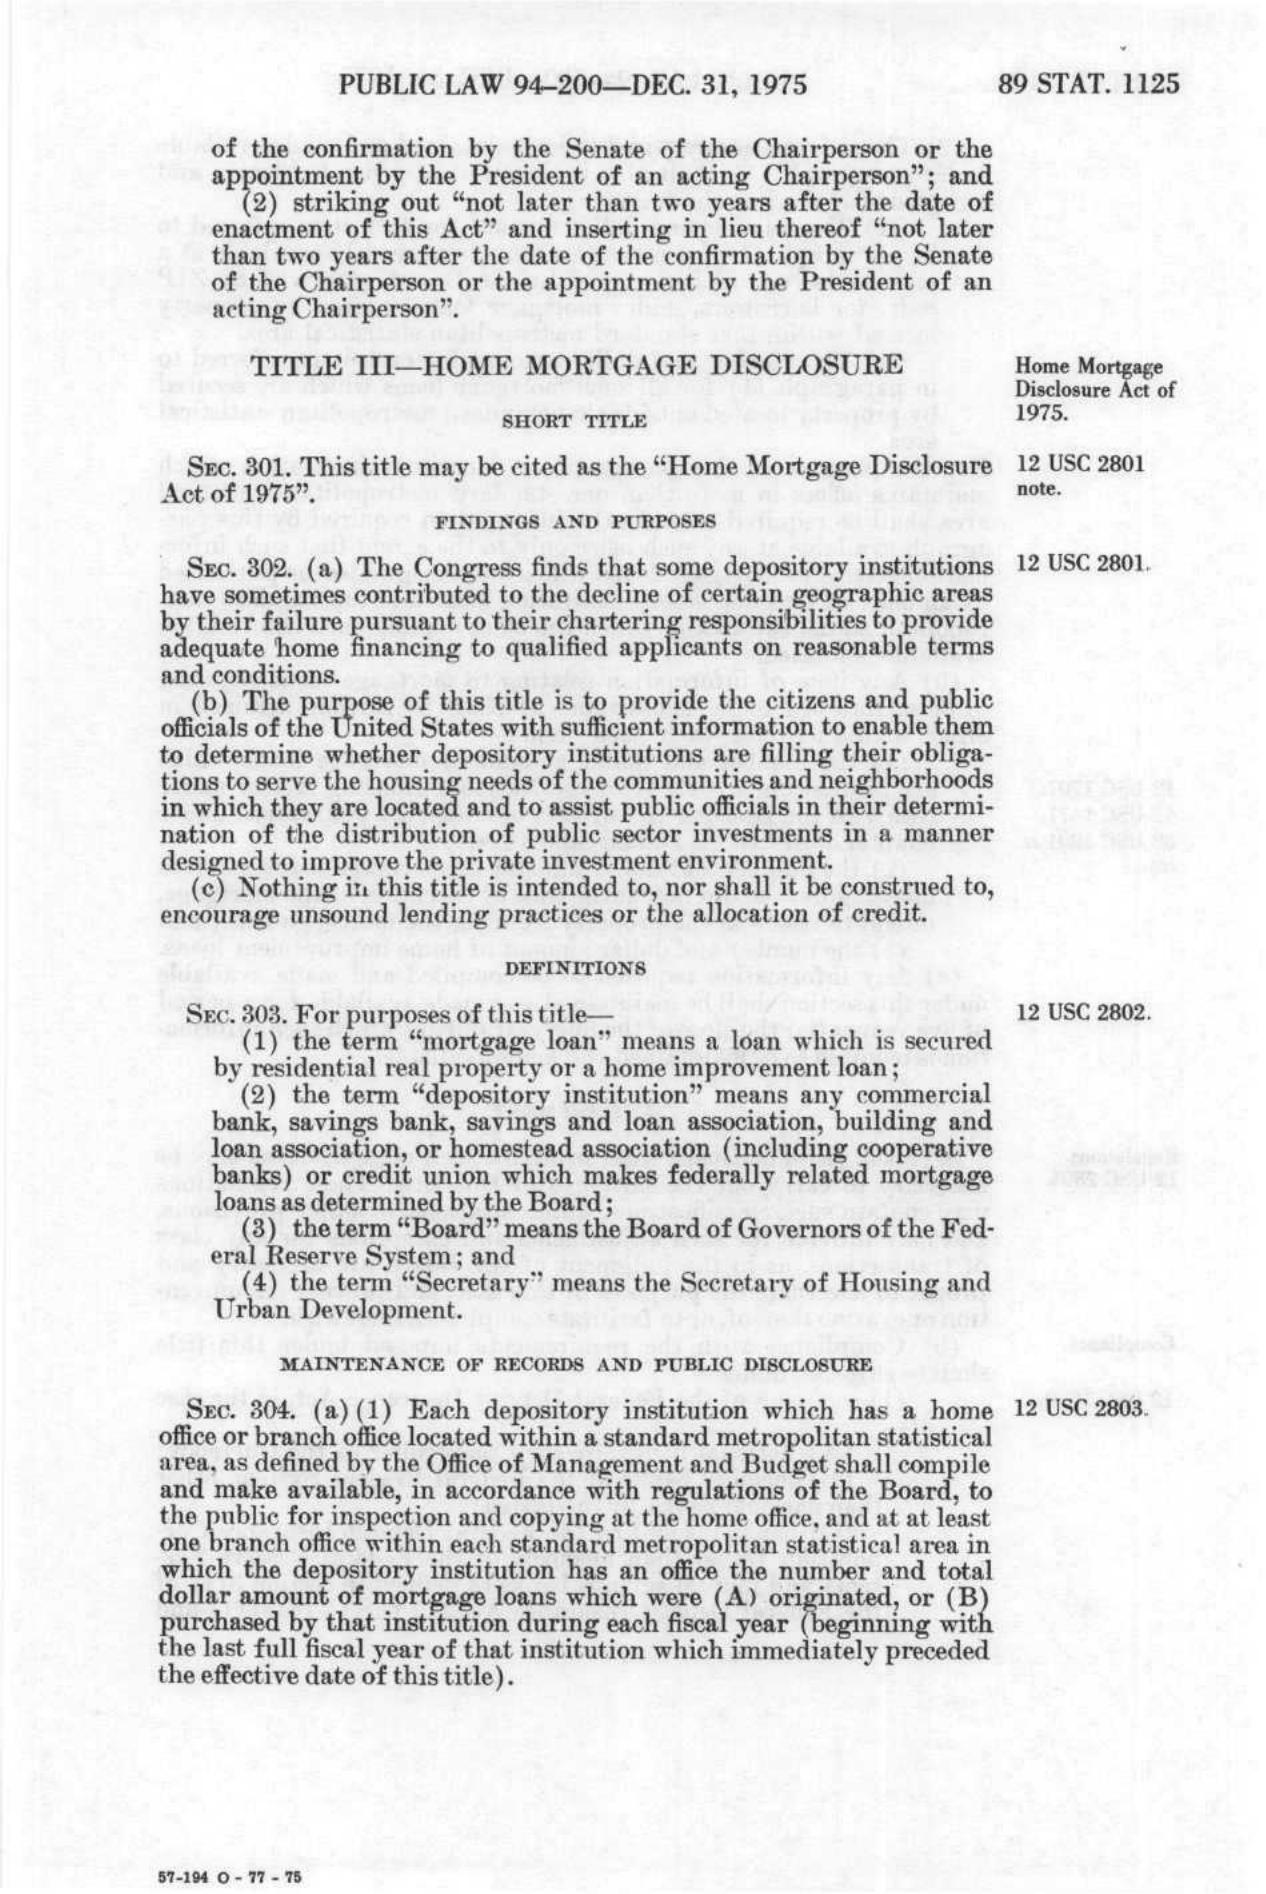 PUBLIC LAW 94–200—DEC. 31, 1975
89 STAT. 1125
of the confirmation by the Senate of the Chairperson or the
appointment by the President of an acting Chairperson”; and
(2) striking out “not later than two years after the date of
enactment of this Act” and inserting in lieu thereof “not later
than two years after the date of the confirmation by the Senate
of the Chairperson or the appointment by the President of an
acting Chairperson”.
TITLE III—HOME MORTGAGE DISCLOSURE
Home Mortgage
Disclosure Act of
1975.
SHORT TITLE
SEC. 301. This title may be cited as the “Home Mortgage Disclosure
Act of 1975”.
12 USC 2801
note.
FINDINGS AND PURPOSES
SEC. 302. (a) The Congress finds that some depository institutions
12 USC 2801.
have sometimes contributed to the decline of certain geographic areas
by their failure pursuant to their chartering responsibilities to provide
adequate home financing to qualified applicants on reasonable terms
and conditions.
(b) The purpose of this title is to provide the citizens and public
officials of the United States with sufficient information to enable them
to determine whether depository institutions are filling their obliga-
tions to serve the housing needs of the communities and neighborhoods
in which they are located and to assist public officials in their determi-
nation of the distribution of public sector investments in a manner
designed to improve the private investment environment.
(c) Nothing in this title is intended to, nor shall it be construed to,
encourage unsound lending practices or the allocation of credit.
DEFINITIONS
SEC. 303. For purposes of this title—
12 USC 2802.
(1) the term “mortgage loan” means a loan which is secured
by residential real property or a home improvement loan;
(2) the term “depository institution” means any commercial
bank, savings bank, savings and loan association, building and
loan association, or homestead association (including cooperative
banks) or credit union which makes federally related mortgage
loans as determined by the Board;
(3) the term “Board” means the Board of Governors of the Fed-
eral Reserve System; and
(4) the term “Secretary” means the Secretary of Housing and
Urban Development.
MAINTENANCE OF RECORDS AND PUBLIC DISCLOSURE
SEC. 304. (a)(1) Each depository institution which has a home
12 USC 2803.
office or branch office located within a standard metropolitan statistical
area, as defined by the Office of Management and Budget shall compile
and make available, in accordance with regulations of the Board, to
the public for inspection and copying at the home office, and at at least
one branch office within each standard metropolitan statistical area in
which the depository institution has an office the number and total
dollar amount of mortgage loans which were (A) originated, or (B)
purchased by that institution during each fiscal year (beginning with
the last full fiscal year of that institution which immediately preceded
the effective date of this title).
57-194 O - 77 - 75